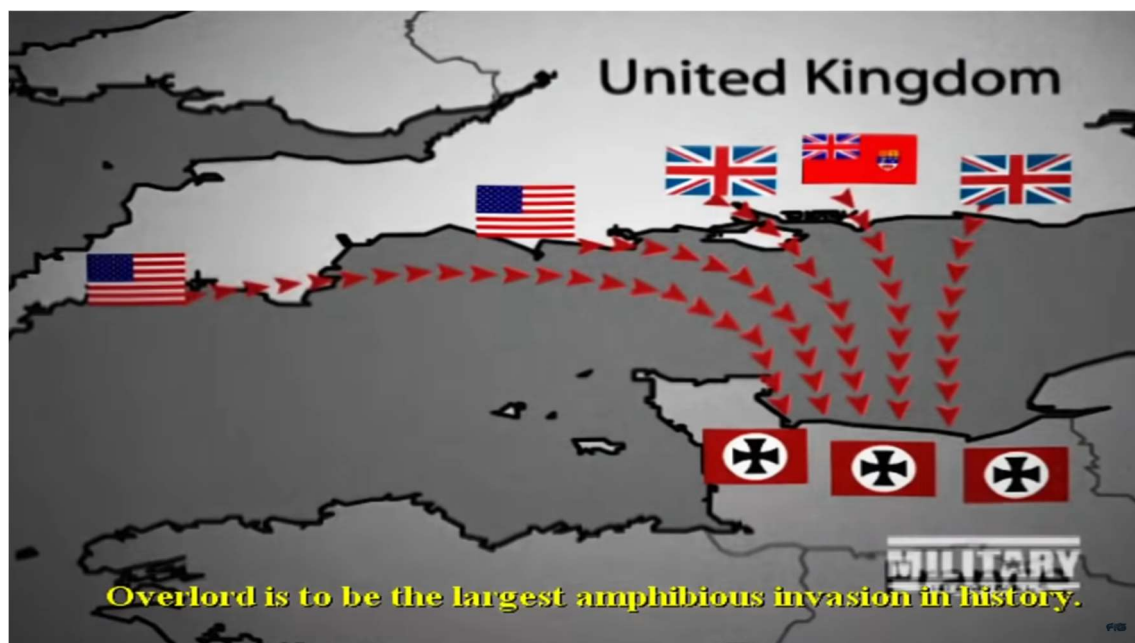 United Kingdom
MILITARY
Overlord is to be the largest amphibious invasion in history.